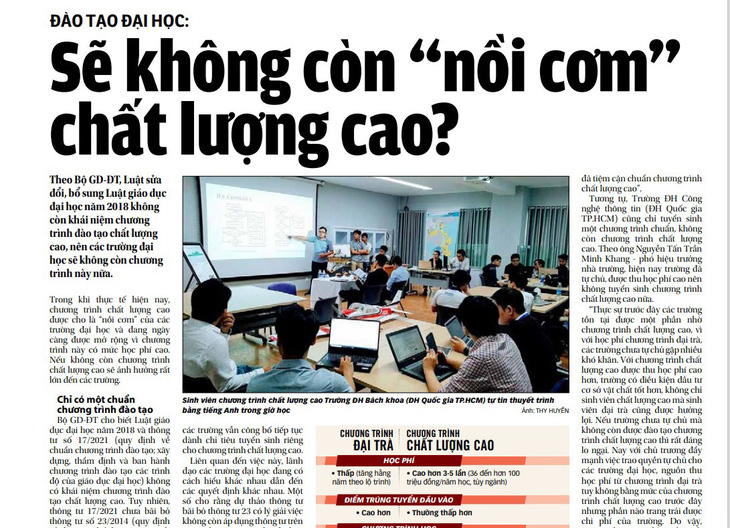 ĐÀO TẠO ĐẠI HỌC:
Sẽ không còn “nồi cơm”
chất lượng cao?
Theo Bộ GD-ĐT, Luật sửa
đổi, bổ sung Luật giáo dục
đại học năm 2018 không
còn khái niệm chương
trình đào tạo chất lượng
cao, nên các trường đại
học sẽ không còn chương
trình này nữa.
Trong khi thực tế hiện nay,
chương trình chất lượng cao
được cho là "nồi cơm" của các
trường đại học và đang ngày
càng được mở rộng vì chương
trình này có mức học phí cao.
Nếu không còn chương trình
chất lượng cao sẽ ảnh hưởng rất
lớn đến các trường.
Chỉ có một chuẩn
chương trình đào tạo
Bộ GD-ĐT cho biết Luật giáo
dục đại học năm 2018 và thông
tư số 17/2021 (quy định về
chuẩn chương trình đào tạo; xây
dựng, thẩm định và ban hành
chương trình đào tạo các trình
độ của giáo dục đại học) không
có khái niệm chương trình đào
tạo chất lượng cao. Tuy nhiên,
thông tư 17/2021 chưa bãi bỏ
thông tư số 23/2014 (quy định
Sinh viên chương trình chất lượng cao Trường ĐH Bách khoa (ĐH Quốc gia TP.HCM) tự tin thuyết trình
bằng tiếng Anh trong giờ học
Ảnh: THY HUYỀN
các trường vẫn công bố tiếp tục
dành chỉ tiêu tuyển sinh riêng
cho chương trình chất lượng cao.
Liên quan đến việc này, lãnh
đạo các trường đại học đang có
cách hiểu khác nhau dẫn đến
các quyết định khác nhau. Một
số cho rằng dự thảo thông tư
bãi bỏ thông tư 23 có lý giải việc
không còn áp dụng thông tư trên
CHƯƠNG TRÌNH
ĐẠI TRÀ
CHƯƠNG TRÌNH
CHẤT LƯỢNG CAO
HỌC PHÍ
• Thấp (tăng hằng
năm theo lộ trình)
• Cao hơn 3-5 lần (36 đến hơn 100
triệu đồng/năm học, tùy ngành)
ĐIỂM TRÚNG TUYỂN ĐẦU VÀO
• Cao hơn
• Thường thấp hơn
CHƯƠNG TRÌNH HỌC
đã tiệm cận chuẩn chương trình
chất lượng cao".
Tương tự, Trường ĐH Công
nghệ thông tin (ĐH Quốc gia
TP.HCM) cũng chỉ tuyển sinh
một chương trình chuẩn, không
còn chương trình chất lượng
cao. Theo ông Nguyễn Tấn Trần
Minh Khang - phó hiệu trưởng
nhà trường, hiện nay trường đã
tự chủ, được thu học phí cao nên
không tuyển sinh chương trình
chất lượng cao nữa.
"Thực sự trước đây các trường
tồn tại được một phần nhờ
chương trình chất lượng cao, vì
với học phí chương trình đại trà,
các trường chưa tự chủ gặp nhiều
khó khăn. Với chương trình chất
lượng cao được thu học phí cao
hơn, trường có điều kiện đầu tư
cơ sở vật chất tốt hơn, không chỉ
sinh viên chất lượng cao mà sinh
viên đại trà cũng được hưởng
lợi. Nếu trường chưa tự chủ mà
không còn được đào tạo chương
trình chất lượng cao thì rất đáng
lo ngại. Nay với chủ trương đẩy
mạnh việc trao quyền tự chủ cho
các trường đại học, nguồn thu
học phí từ chương trình đại trà
tuy không bằng mức của chương
trình chất lượng cao trước đây
nhưng phần nào trang trải được
chi phí của trường. Do vậy,